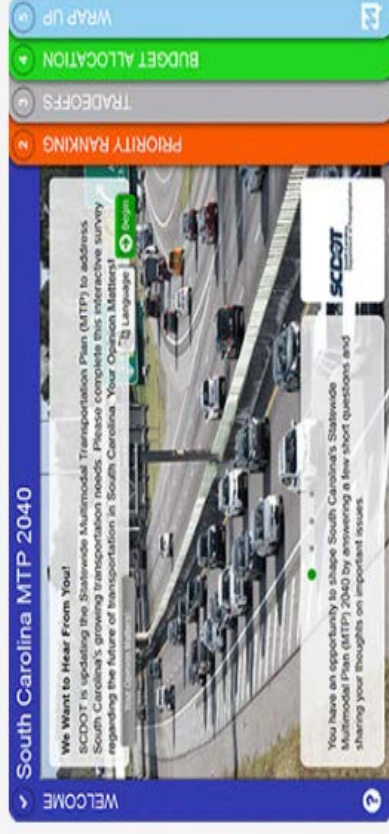 South Carolina MTP 2040
WELCOME
We Want to Hear From You!
SCDOT is updating the Statewide Multimodal Transportation Plan (MTP) to address
South Carolina's growing transportation needs. Please complete this interactive survey
regarding the future of transportation in South Carolina. Your Opinion Matters!
Language
Begin
You have an opportunity to shape South Carolina's Statewide
Multimodal Plan (MTP) 2040 by answering a few short questions and
sharing your thoughts on important issues.
SCDOT
?
2 PRIORITY RANKING
3 TRADEOFFS
4 BUDGET ALLOCATION
5 WRAP UP